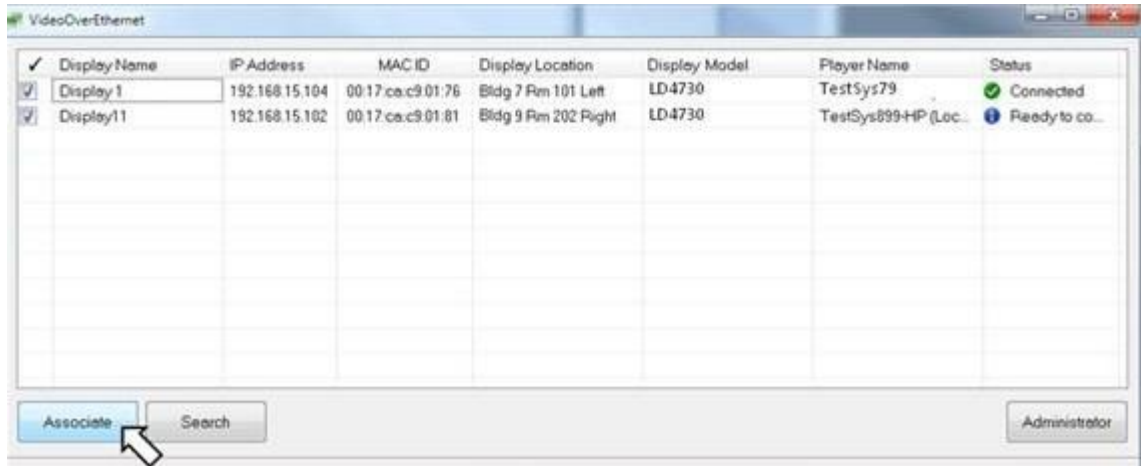 VideoOverEthernet
✓ Display Name IP Address MAC ID Display Location Display Model Player Name Status
Display 1 192.168.15.104 00:17:ca:c9:01:76 Bldg 7 Rm 101 Left LD4730 TestSys79 Connected
Display11 192.168.15.102 00:17:ca:c9:01:81 Bldg 9 Rm 202 Right LD4730 TestSys899-HP (Loc... Ready to co...
Associate Search Administrator